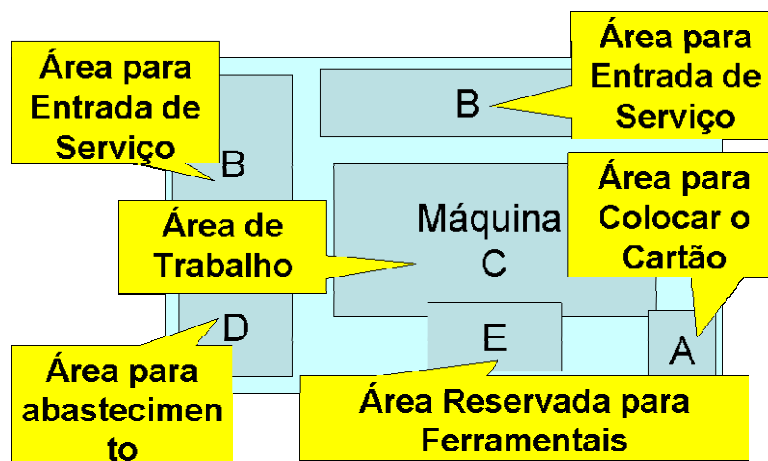 Área para
Entrada de
Serviço
B
Área para
Entrada de
Serviço
B
Área de
Trabalho
Máquina
C
Área para
Colocar o
Cartão
D
E
A
Área para
abastecimen
to
Área Reservada para
Ferramentais